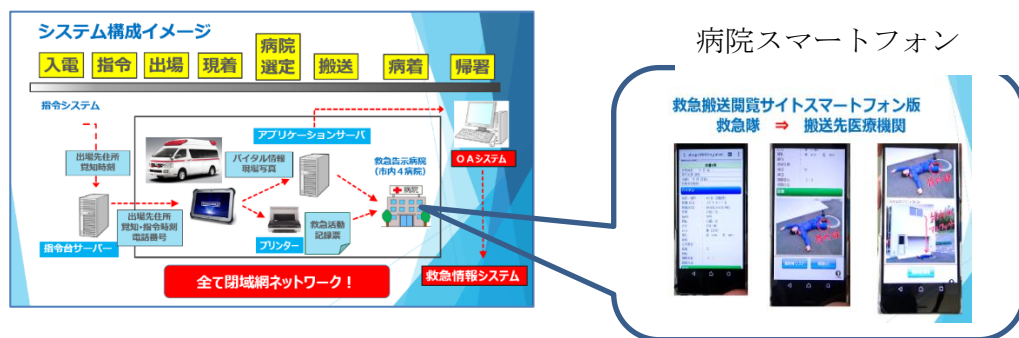 システム構成イメージ
入電
指令
出場
現着
病院
選定
搬送
病着
帰署
指令システム
出場先住所
覚知時刻
指令台サーバー
出場先住所
覚知・指令時刻
電話番号
アプリケーションサーバ
バイタル情報
現場写真
プリンター
救急活動
記録票
救急告示病院
(市内4病院)
病院
OAシステム
救急情報システム
全て閉域網ネットワーク！
病院スマートフォン
救急搬送閲覧サイトスマートフォン版
救急隊 ⇒ 搬送先医療機関